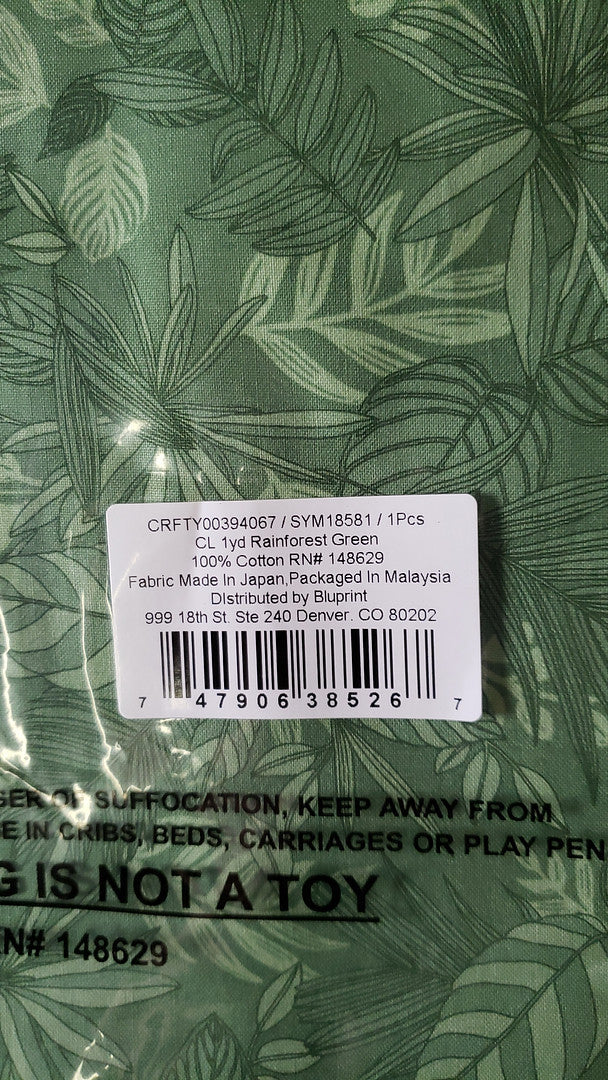 CRFTY00394067 / SYM18581 / 1Pcs
CL 1yd Rainforest Green
100% Cotton RN# 148629
Fabric Made In Japan,Packaged In Malaysia
DIstributed by Bluprint
999 18th St. Ste 240 Denver. CO 80202
7 47906 38526 7
GER OF SUFFOCATION, KEEP AWAY FROM
E IN CRIBS, BEDS, CARRIAGES OR PLAY PEN
G IS NOT A TOY
N# 148629